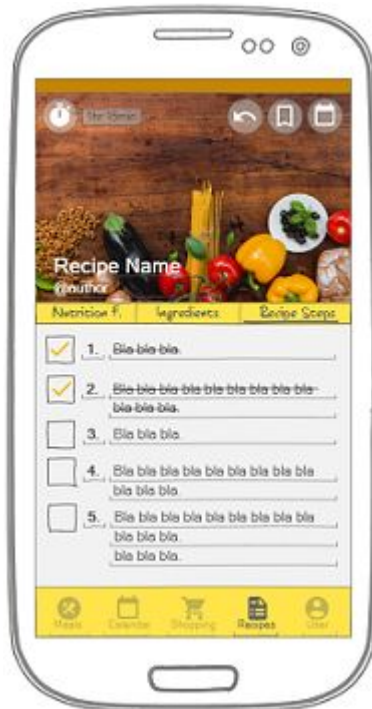 1hr 15min
Recipe Name
@author
Nutrition F. Ingredients Recipe Steps
1. Bla bla bla.
2. Bla bla bla bla bla bla bla bla bla
bla bla bla.
3. Bla bla bla.
4. Bla bla bla bla bla bla bla bla bla
bla bla bla.
5. Bla bla bla bla bla bla bla bla bla
bla bla bla.
bla bla bla.
Meals Calendar Shopping Recipes User